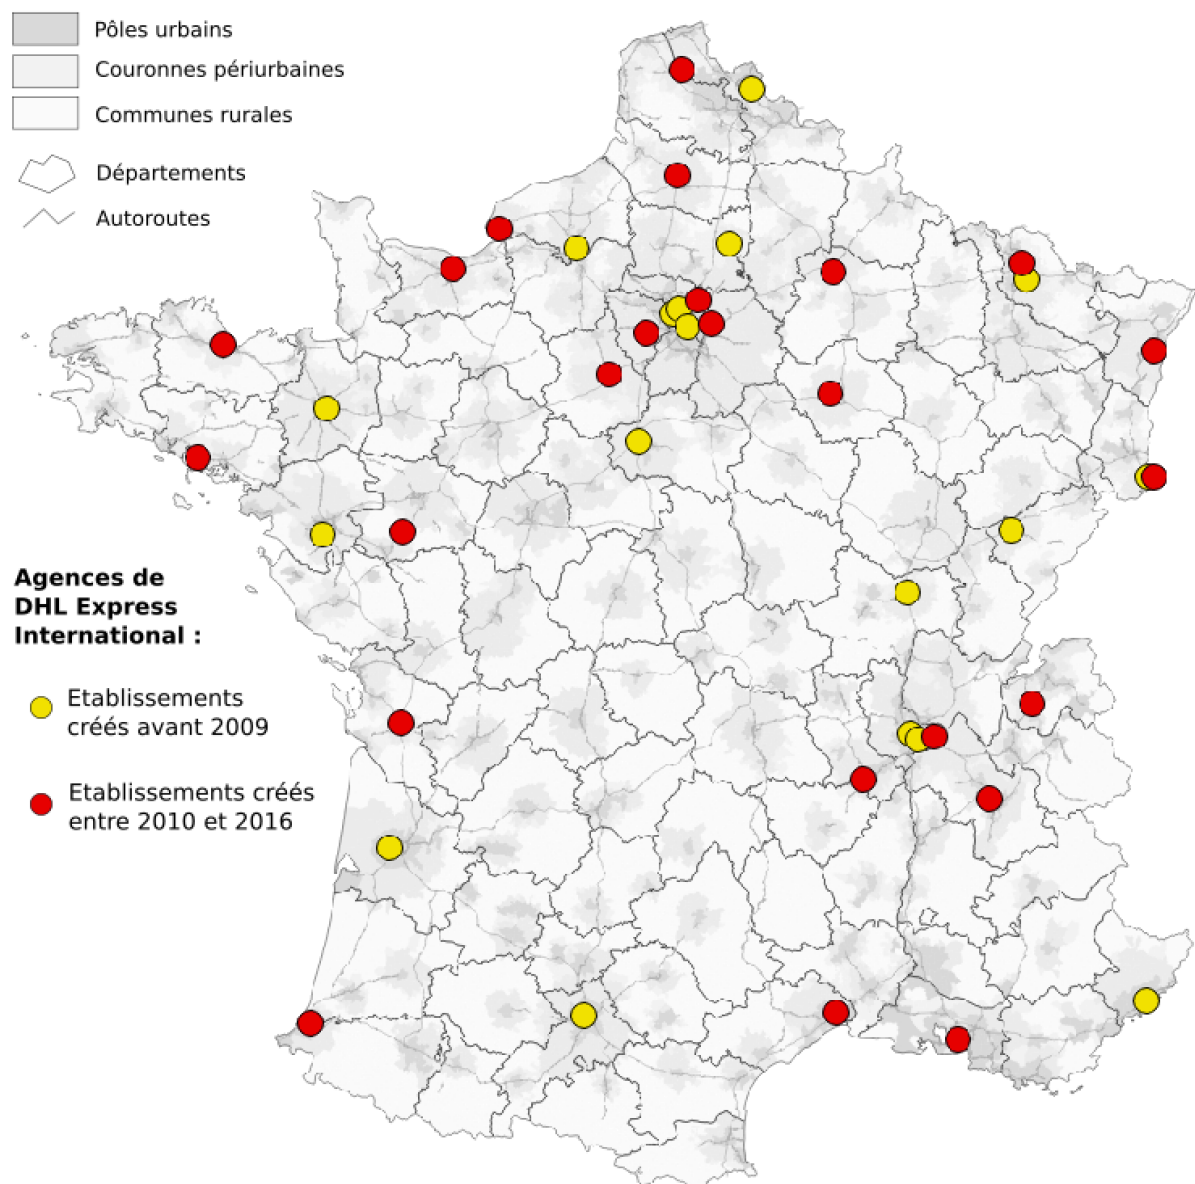 Pôles urbains
Couronnes périurbaines
Communes rurales
Départements
Autoroutes
Agences de
DHL Express
International :
Etablissements
créés avant 2009
Etablissements créés
entre 2010 et 2016